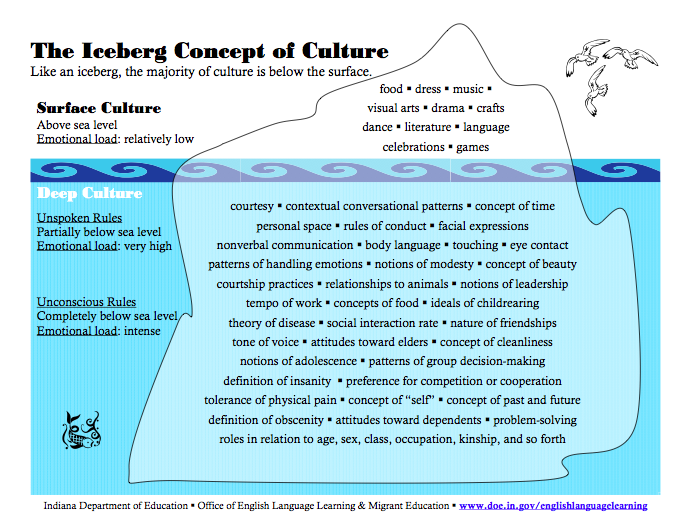 The Iceberg Concept of Culture
Like an iceberg, the majority of culture is below the surface.
Surface Culture
Above sea level
Emotional load: relatively low
food ▪ dress ▪ music ▪
visual arts ▪ drama ▪ crafts
dance ▪ literature ▪ language
celebrations ▪ games
Deep Culture
Unspoken Rules
Partially below sea level
Emotional load: very high
Unconscious Rules
Completely below sea level
Emotional load: intense
courtesy ▪ contextual conversational patterns ▪ concept of time
personal space ▪ rules of conduct ▪ facial expressions
nonverbal communication ▪ body language ▪ touching ▪ eye contact
patterns of handling emotions ▪ notions of modesty ▪ concept of beauty
courtship practices ▪ relationships to animals ▪ notions of leadership
tempo of work ▪ concepts of food ▪ ideals of childrearing
theory of disease ▪ social interaction rate ▪ nature of friendships
tone of voice ▪ attitudes toward elders ▪ concept of cleanliness
notions of adolescence ▪ patterns of group decision-making
definition of insanity ▪ preference for competition or cooperation
tolerance of physical pain ▪ concept of “self” ▪ concept of past and future
definition of obscenity ▪ attitudes toward dependents ▪ problem-solving
roles in relation to age, sex, class, occupation, kinship, and so forth
Indiana Department of Education ▪ Office of English Language Learning & Migrant Education ▪ www.doe.in.gov/englishlanguagelearning